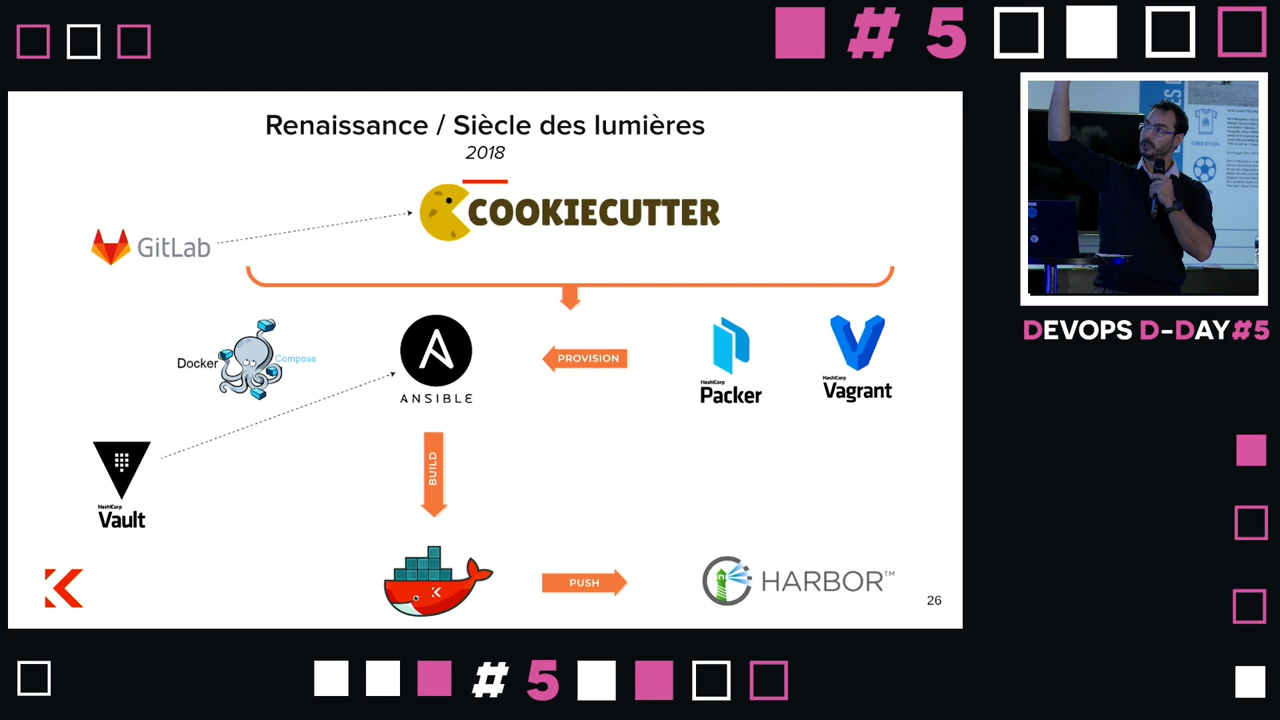 # 5
Renaissance / Siècle des lumières
2018
COOKIECUTTER
GitLab
DEVOPS D-DAY#5
Docker
Compose
ANSIBLE
PROVISION
HashiCorp
Packer
HashiCorp
Vagrant
BUILD
HashiCorp
Vault
PUSH
HARBOR™
26
# 5